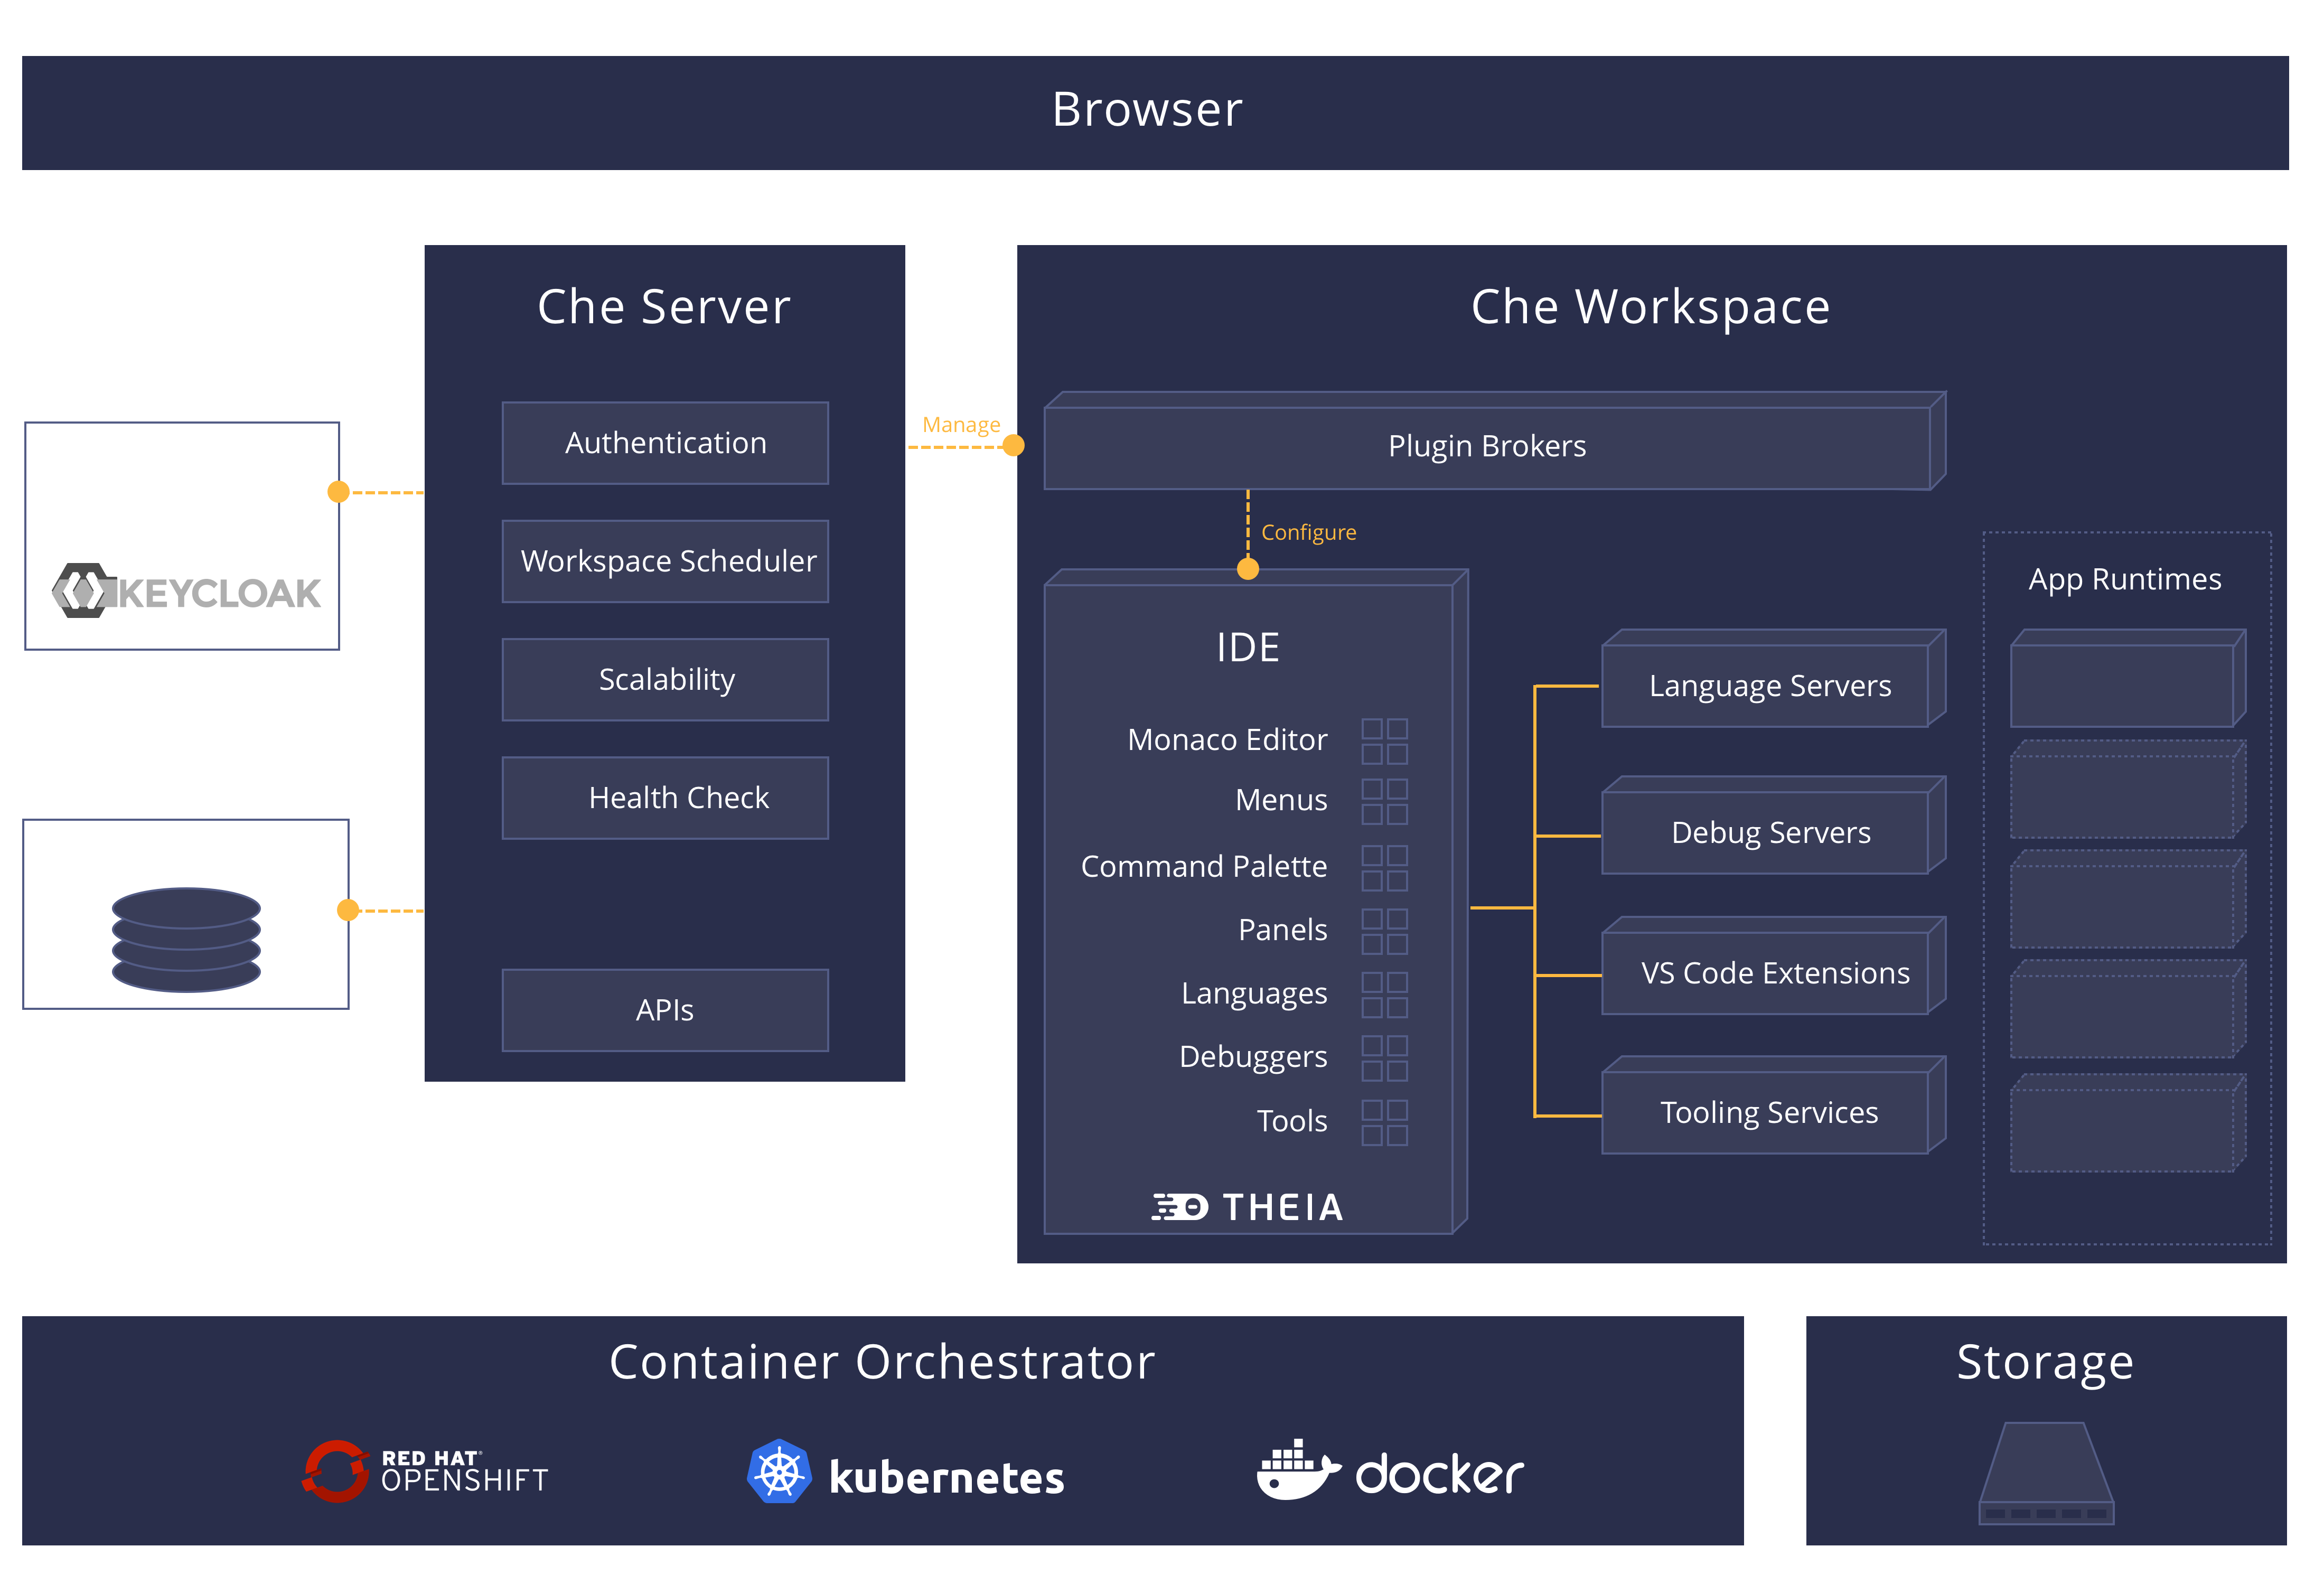 Browser
Che Server
Authentication
Workspace Scheduler
Scalability
Health Check
APIs
KEYCLOAK
Manage
Che Workspace
Plugin Brokers
Configure
IDE
Monaco Editor
Menus
Command Palette
Panels
Languages
Debuggers
Tools
THEIA
Language Servers
Debug Servers
VS Code Extensions
Tooling Services
App Runtimes
Container Orchestrator
RED HAT®
OPENSHIFT
kubernetes
docker
Storage